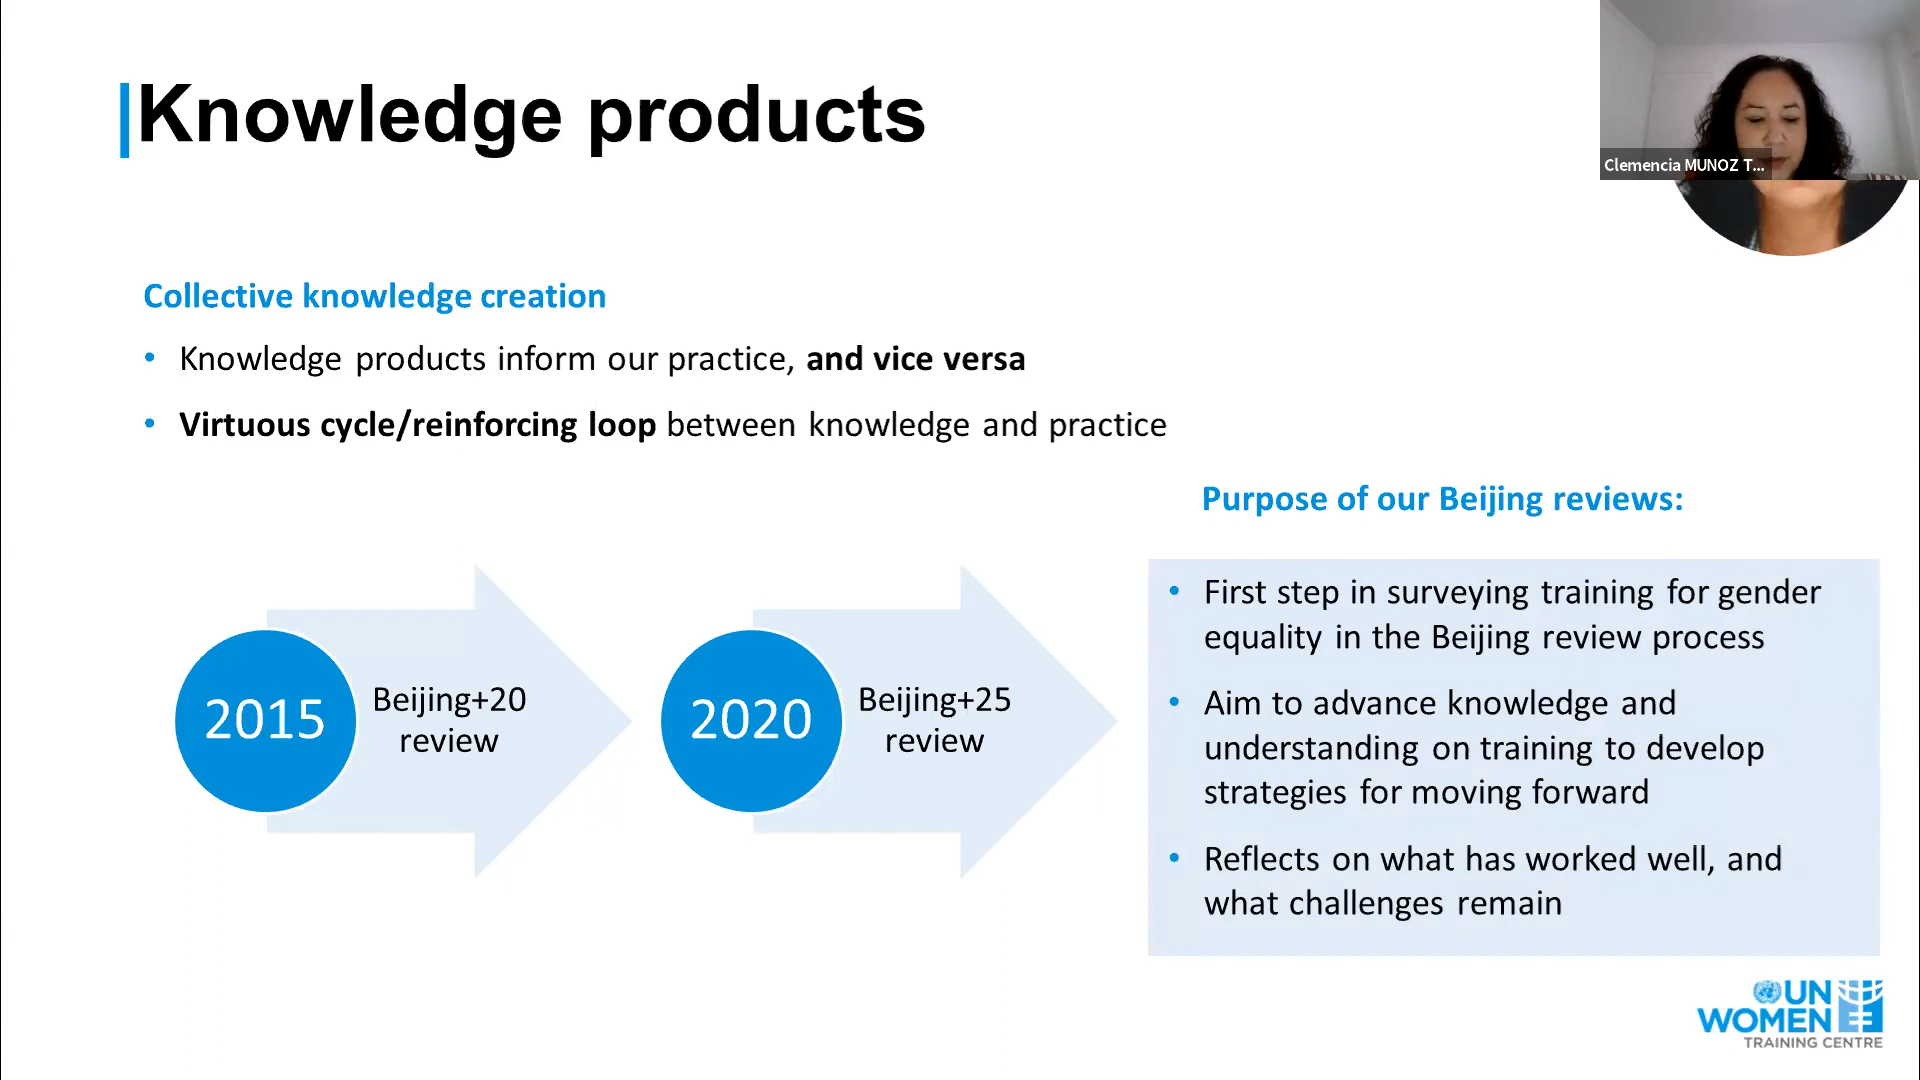 Knowledge products
Clemencia MUNOZ T...
Collective knowledge creation
• Knowledge products inform our practice, and vice versa
• Virtuous cycle/reinforcing loop between knowledge and practice
2015
Beijing+20
review
2020
Beijing+25
review
Purpose of our Beijing reviews:
• First step in surveying training for gender
equality in the Beijing review process
• Aim to advance knowledge and
understanding on training to develop
strategies for moving forward
• Reflects on what has worked well, and
what challenges remain
UN
WOMEN
TRAINING CENTRE